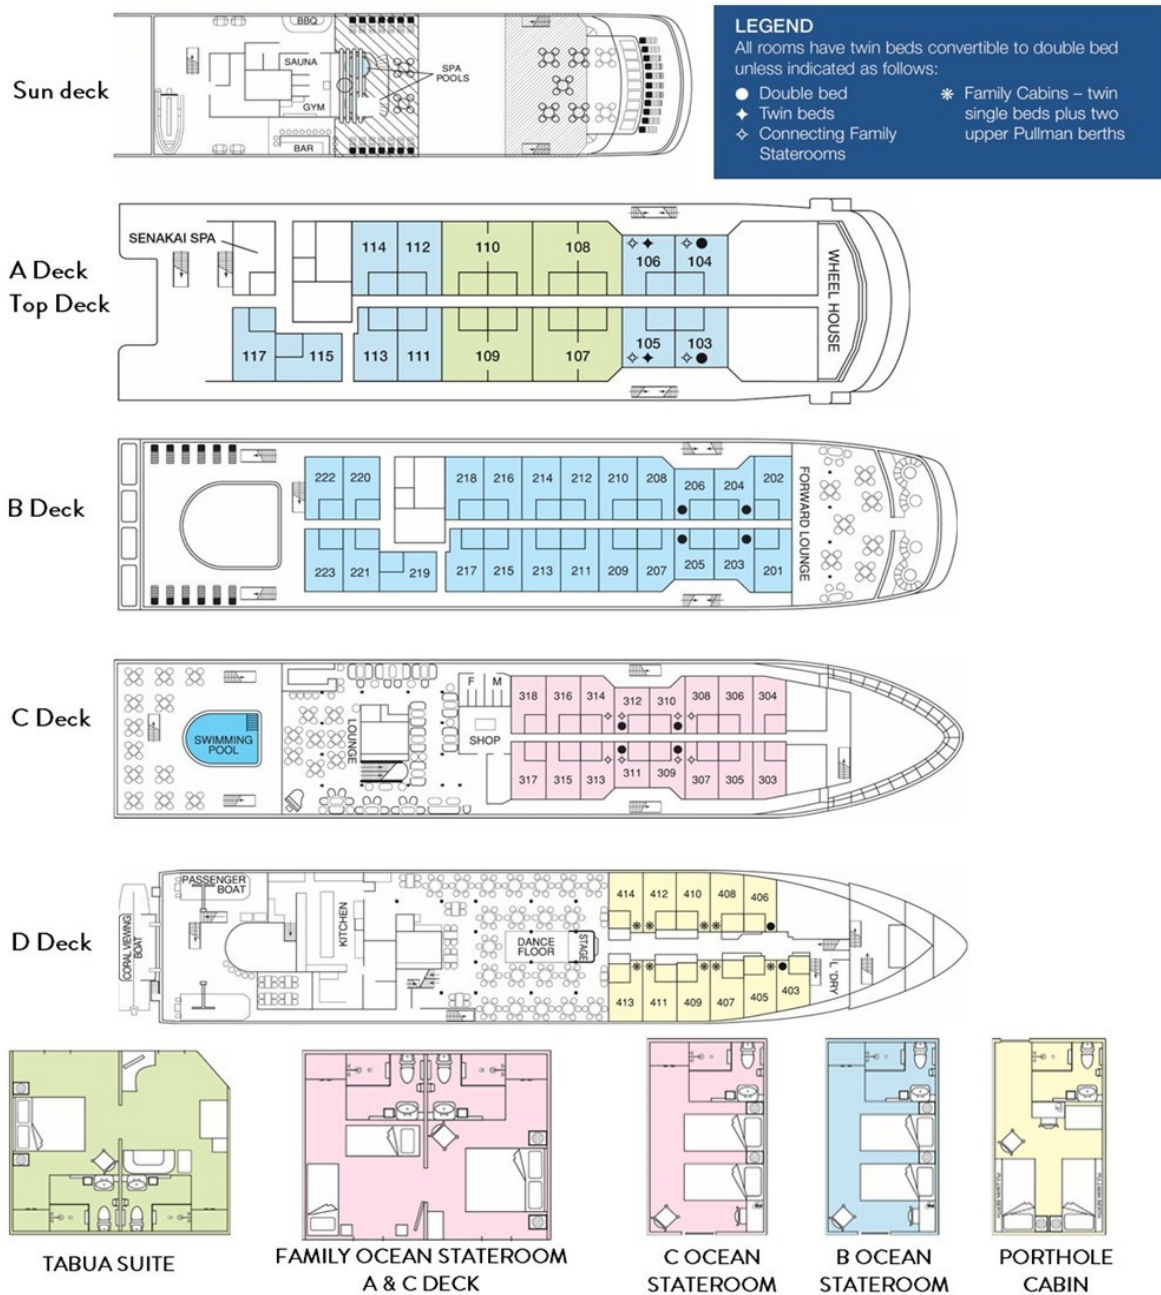 LEGEND
All rooms have twin beds convertible to double bed
unless indicated as follows:
Double bed
Twin beds
Connecting Family
Staterooms
Family Cabins – twin
single beds plus two
upper Pullman berths
Sun deck
BBQ
SAUNA
SPA
POOLS
GYM
BAR
A Deck
Top Deck
SENAKAI SPA
114 112 110 108 106 104
117 115 113 111 109 107 105 103
WHEEL HOUSE
B Deck
222 220 218 216 214 212 210 208 206 204 202
223 221 219 217 215 213 211 209 207 205 203 201
FORWARD LOUNGE
C Deck
SWIMMING
POOL
LOUNGE
F M
SHOP
318 316 314 312 310 308 306 304
317 315 313 311 309 307 305 303
D Deck
PASSENGER
BOAT
CORAL VIEWING
BOAT
KITCHEN
DANCE
FLOOR
STAGE
414 412 410 408 406
413 411 409 407 405 403
L'DRY
PULLMAN BERTH
PULLMAN BERTH
TABUA SUITE
FAMILY OCEAN STATEROOM
A & C DECK
C OCEAN
STATEROOM
B OCEAN
STATEROOM
PORTHOLE
CABIN